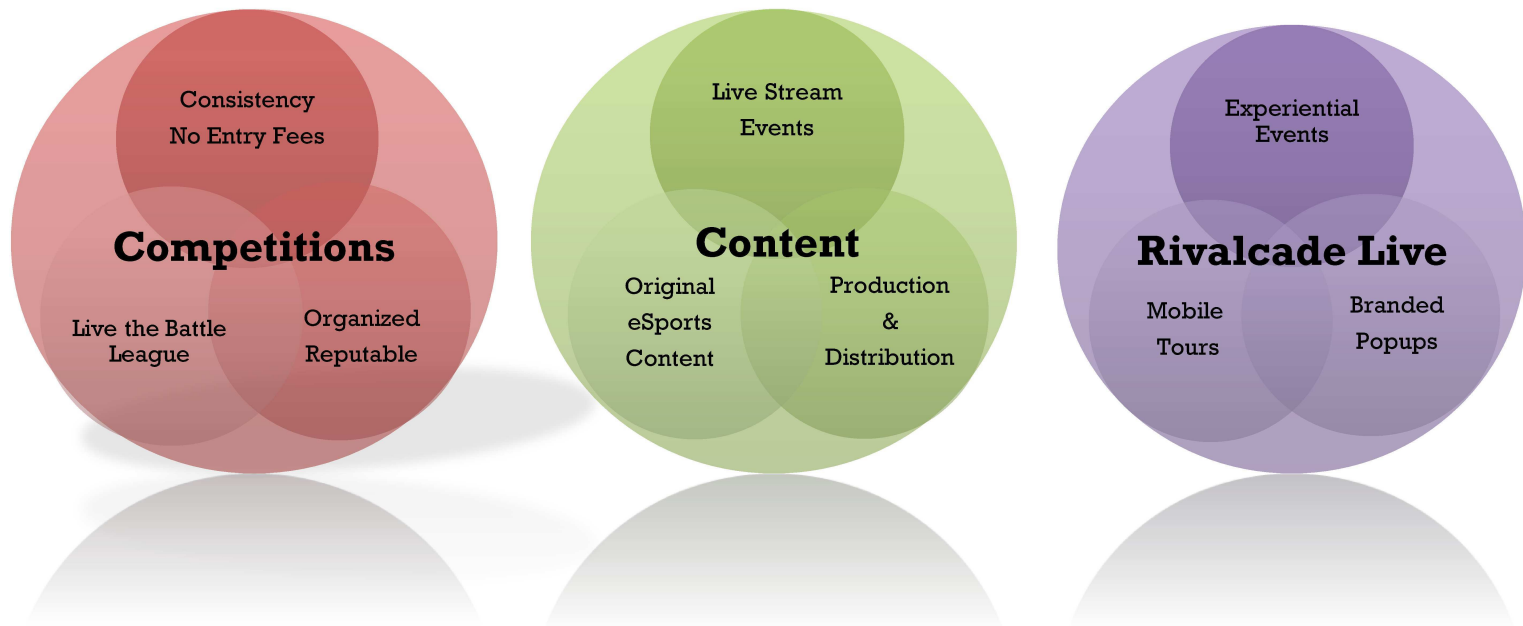 Consistency
No Entry Fees
Competitions
Live the Battle
League
Organized
Reputable
Live Stream
Events
Content
Original
eSports
Content
Production
&
Distribution
Experiential
Events
Rivalcade Live
Mobile
Tours
Branded
Popups